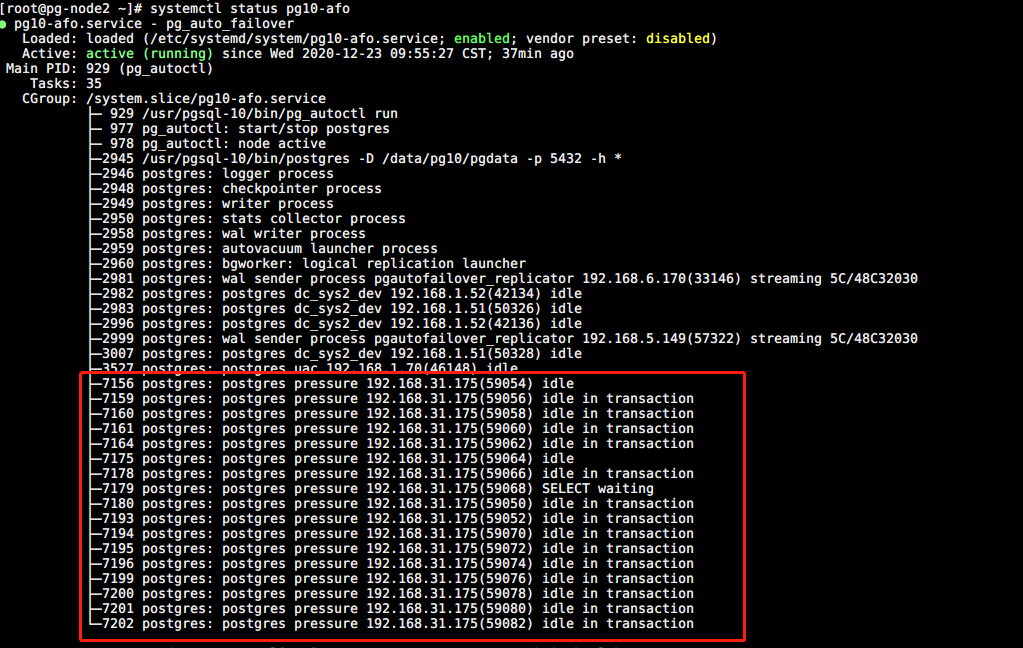 [root@pg-node2 ~]# systemctl status pg10-afo
● pg10-afo.service - pg_auto_failover
Loaded: loaded (/etc/systemd/system/pg10-afo.service; enabled; vendor preset: disabled)
Active: active (running) since Wed 2020-12-23 09:55:27 CST; 37min ago
Main PID: 929 (pg_autoctl)
Tasks: 35
CGroup: /system.slice/pg10-afo.service
├─ 929 /usr/pgsql-10/bin/pg_autoctl run
├─ 977 pg_autoctl: start/stop postgres
├─ 978 pg_autoctl: node active
├─2945 /usr/pgsql-10/bin/postgres -D /data/pg10/pgdata -p 5432 -h *
├─2946 postgres: logger process
├─2948 postgres: checkpointer process
├─2949 postgres: writer process
├─2950 postgres: stats collector process
├─2958 postgres: wal writer process
├─2959 postgres: autovacuum launcher process
├─2960 postgres: bgworker: logical replication launcher
├─2981 postgres: wal sender process pgautofailover_replicator 192.168.6.170(33146) streaming 5C/48C32030
├─2982 postgres: postgres dc_sys2_dev 192.168.1.52(42134) idle
├─2983 postgres: postgres dc_sys2_dev 192.168.1.51(50326) idle
├─2996 postgres: postgres dc_sys2_dev 192.168.1.52(42136) idle
├─2999 postgres: wal sender process pgautofailover_replicator 192.168.5.149(57322) streaming 5C/48C32030
├─3007 postgres: postgres dc_sys2_dev 192.168.1.51(50328) idle
├─3527 postgres: postgres uac 192.168.1.70(46148) idle
├─7156 postgres: postgres pressure 192.168.31.175(59054) idle
├─7159 postgres: postgres pressure 192.168.31.175(59056) idle in transaction
├─7160 postgres: postgres pressure 192.168.31.175(59058) idle in transaction
├─7161 postgres: postgres pressure 192.168.31.175(59060) idle in transaction
├─7164 postgres: postgres pressure 192.168.31.175(59062) idle in transaction
├─7175 postgres: postgres pressure 192.168.31.175(59064) idle
├─7178 postgres: postgres pressure 192.168.31.175(59066) idle in transaction
├─7179 postgres: postgres pressure 192.168.31.175(59068) SELECT waiting
├─7180 postgres: postgres pressure 192.168.31.175(59050) idle in transaction
├─7193 postgres: postgres pressure 192.168.31.175(59052) idle in transaction
├─7194 postgres: postgres pressure 192.168.31.175(59070) idle in transaction
├─7195 postgres: postgres pressure 192.168.31.175(59072) idle in transaction
├─7196 postgres: postgres pressure 192.168.31.175(59074) idle in transaction
├─7199 postgres: postgres pressure 192.168.31.175(59076) idle in transaction
├─7200 postgres: postgres pressure 192.168.31.175(59078) idle in transaction
├─7201 postgres: postgres pressure 192.168.31.175(59080) idle in transaction
└─7202 postgres: postgres pressure 192.168.31.175(59082) idle in transaction